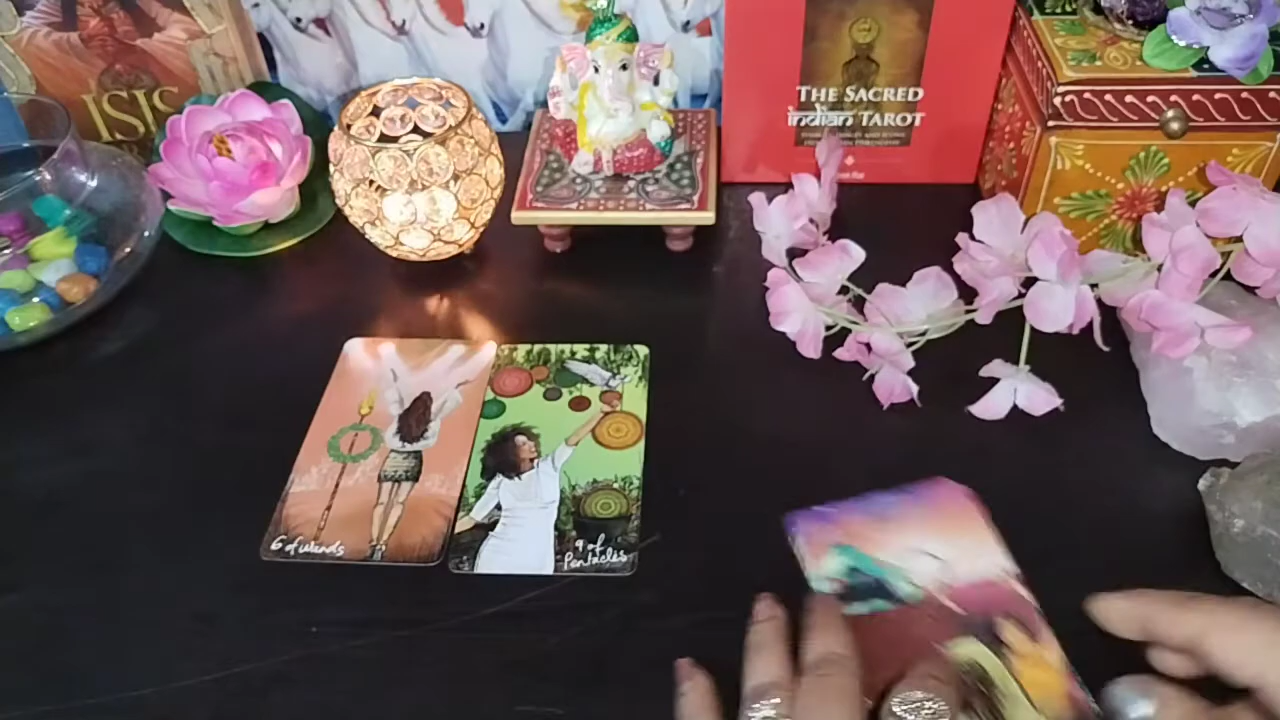 ISIS
THE SACRED
indian TAROT
6 of Wands
9 of
Pentacles